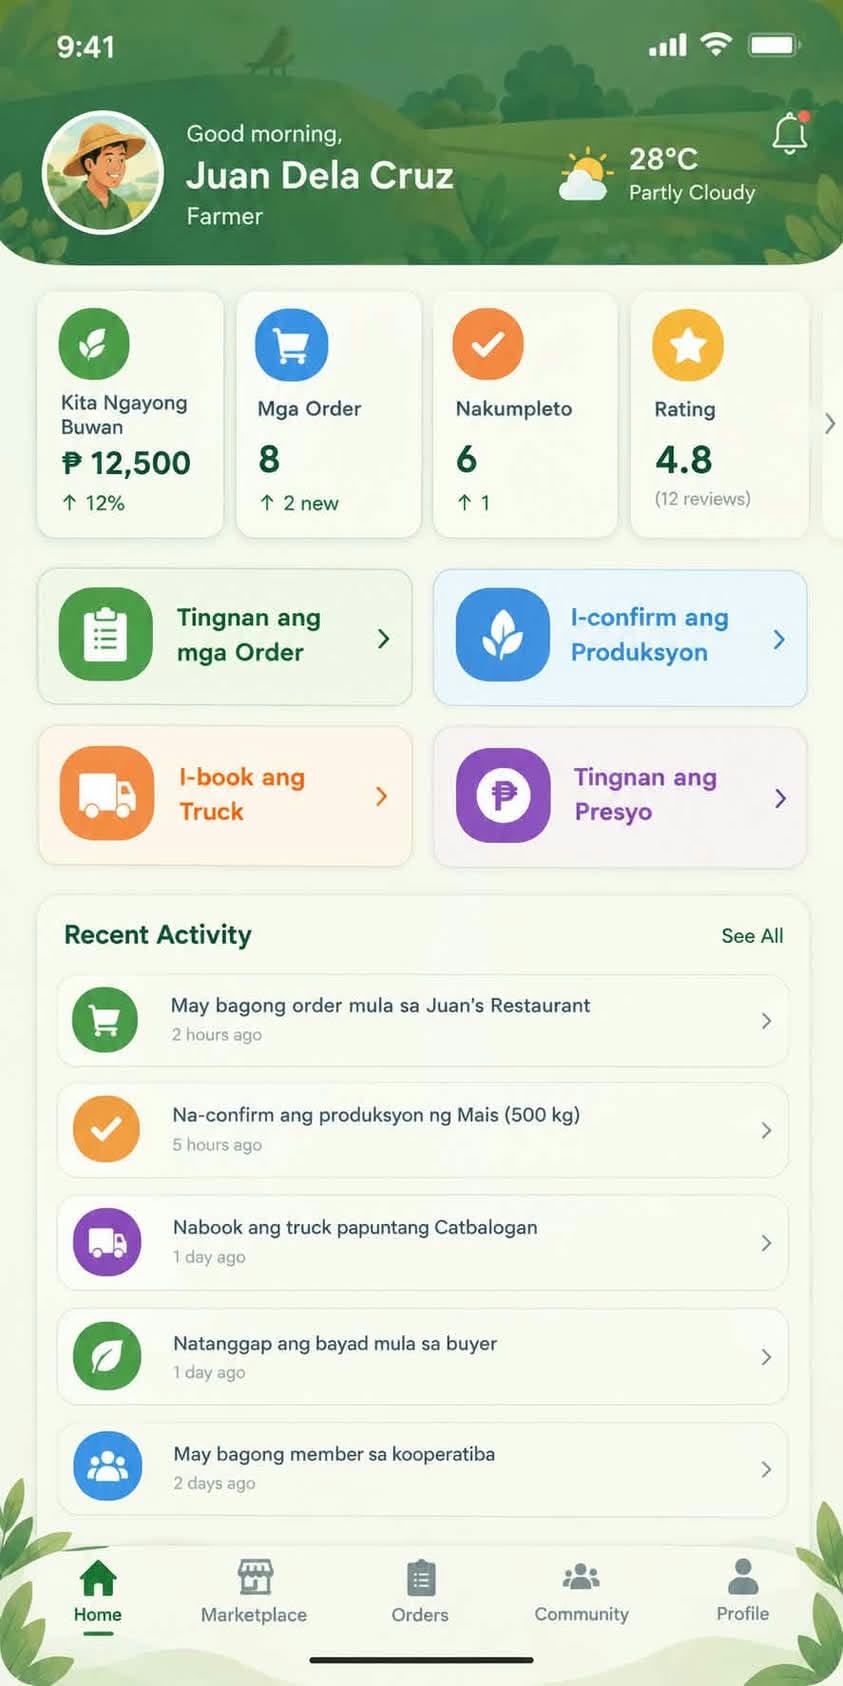 9:41
Good morning,
Juan Dela Cruz
Farmer
28°C
Partly Cloudy
Kita Ngayong
Buwan
₱ 12,500
↑ 12%
Mga Order
8
↑ 2 new
Nakumpleto
6
↑ 1
Rating
4.8
(12 reviews)
Tingnan ang
mga Order
I-confirm ang
Produksyon
I-book ang
Truck
₱
Tingnan ang
Presyo
Recent Activity
See All
May bagong order mula sa Juan's Restaurant
2 hours ago
Na-confirm ang produksyon ng Mais (500 kg)
5 hours ago
Nabook ang truck papuntang Catbalogan
1 day ago
Natanggap ang bayad mula sa buyer
1 day ago
May bagong member sa kooperatiba
2 days ago
Home
Marketplace
Orders
Community
Profile